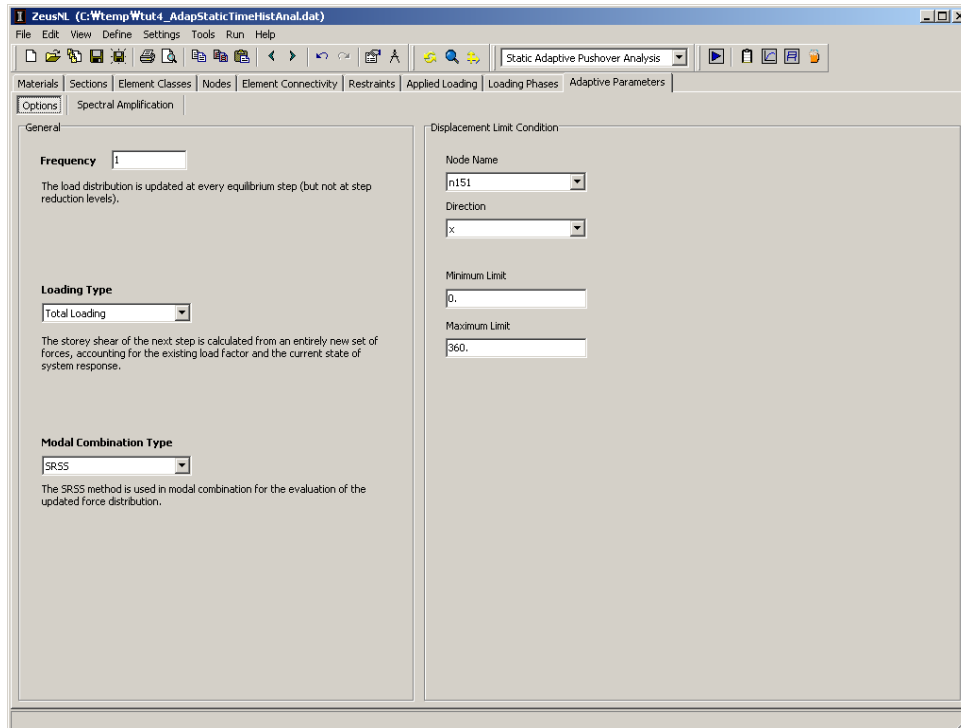 ZeusNL (C:₩temp₩tut4_AdapStaticTimeHistAnal.dat)
File Edit View Define Settings Tools Run Help
Static Adaptive Pushover Analysis
Materials Sections Element Classes Nodes Element Connectivity Restraints Applied Loading Loading Phases Adaptive Parameters
Options Spectral Amplification
General
Frequency 1
The load distribution is updated at every equilibrium step (but not at step
reduction levels).
Loading Type
Total Loading
The storey shear of the next step is calculated from an entirely new set of
forces, accounting for the existing load factor and the current state of
system response.
Modal Combination Type
SRSS
The SRSS method is used in modal combination for the evaluation of the
updated force distribution.
Displacement Limit Condition
Node Name
n151
Direction
x
Minimum Limit
0.
Maximum Limit
360.